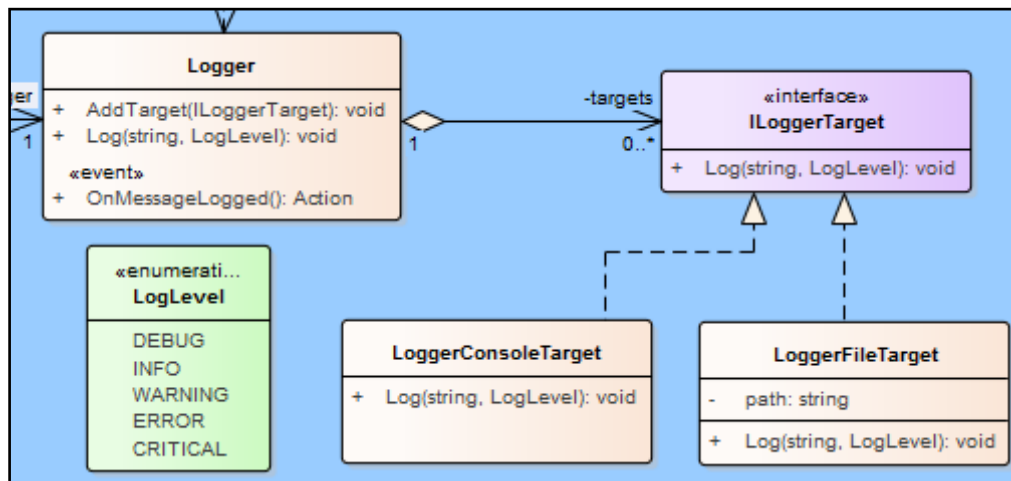 Logger
+ AddTarget(ILoggerTarget): void
+ Log(string, LogLevel): void
«event»
+ OnMessageLogged(): Action
ger
1
1
-targets
0..*
«interface»
ILoggerTarget
+ Log(string, LogLevel): void
«enumerati...
LogLevel
DEBUG
INFO
WARNING
ERROR
CRITICAL
LoggerConsoleTarget
+ Log(string, LogLevel): void
LoggerFileTarget
- path: string
+ Log(string, LogLevel): void